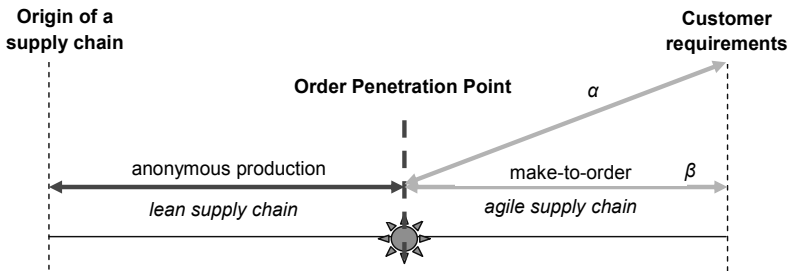 Origin of a
supply chain
Customer
requirements
Order Penetration Point
α
anonymous production
make-to-order
β
lean supply chain
agile supply chain